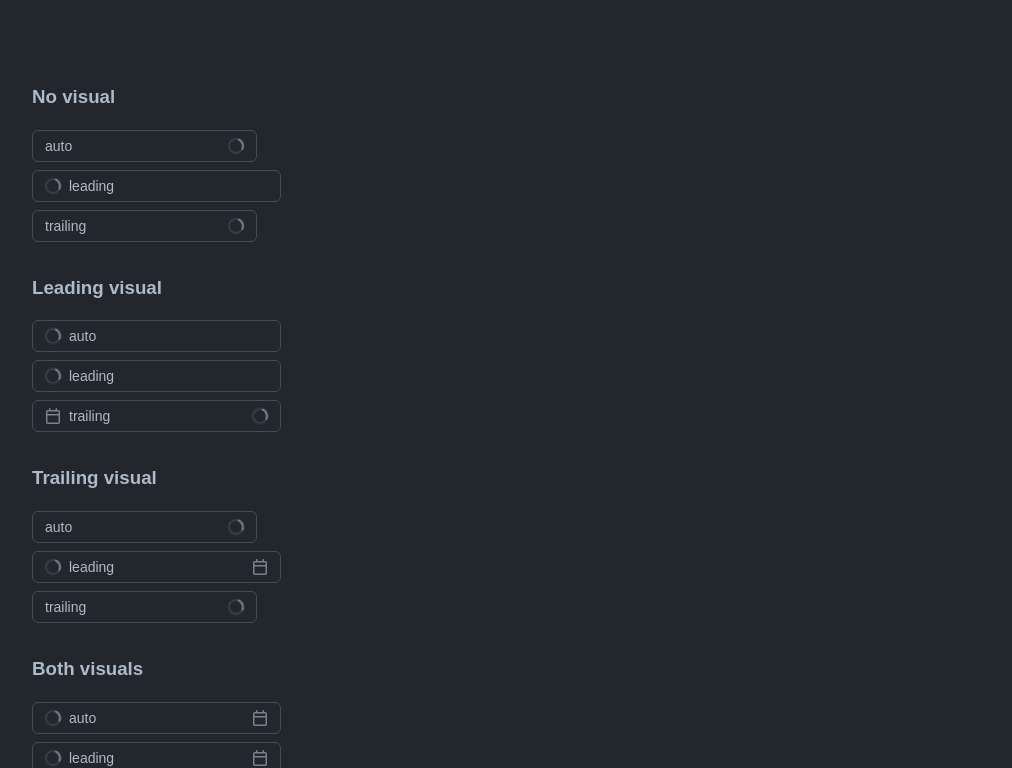 No visual
auto
leading
trailing
Leading visual
auto
leading
trailing
Trailing visual
auto
leading
trailing
Both visuals
auto
leading